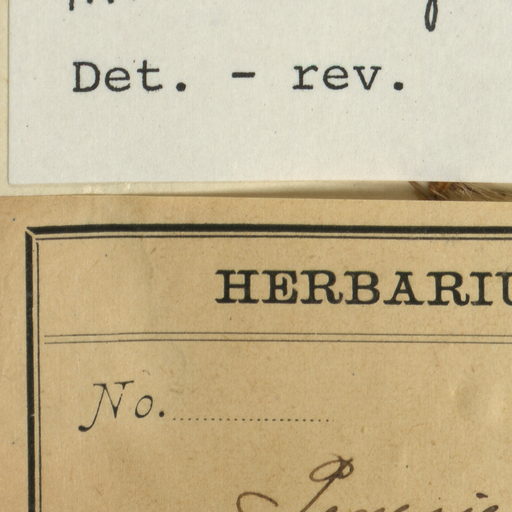 Det. - rev.
HERBARIU
No.